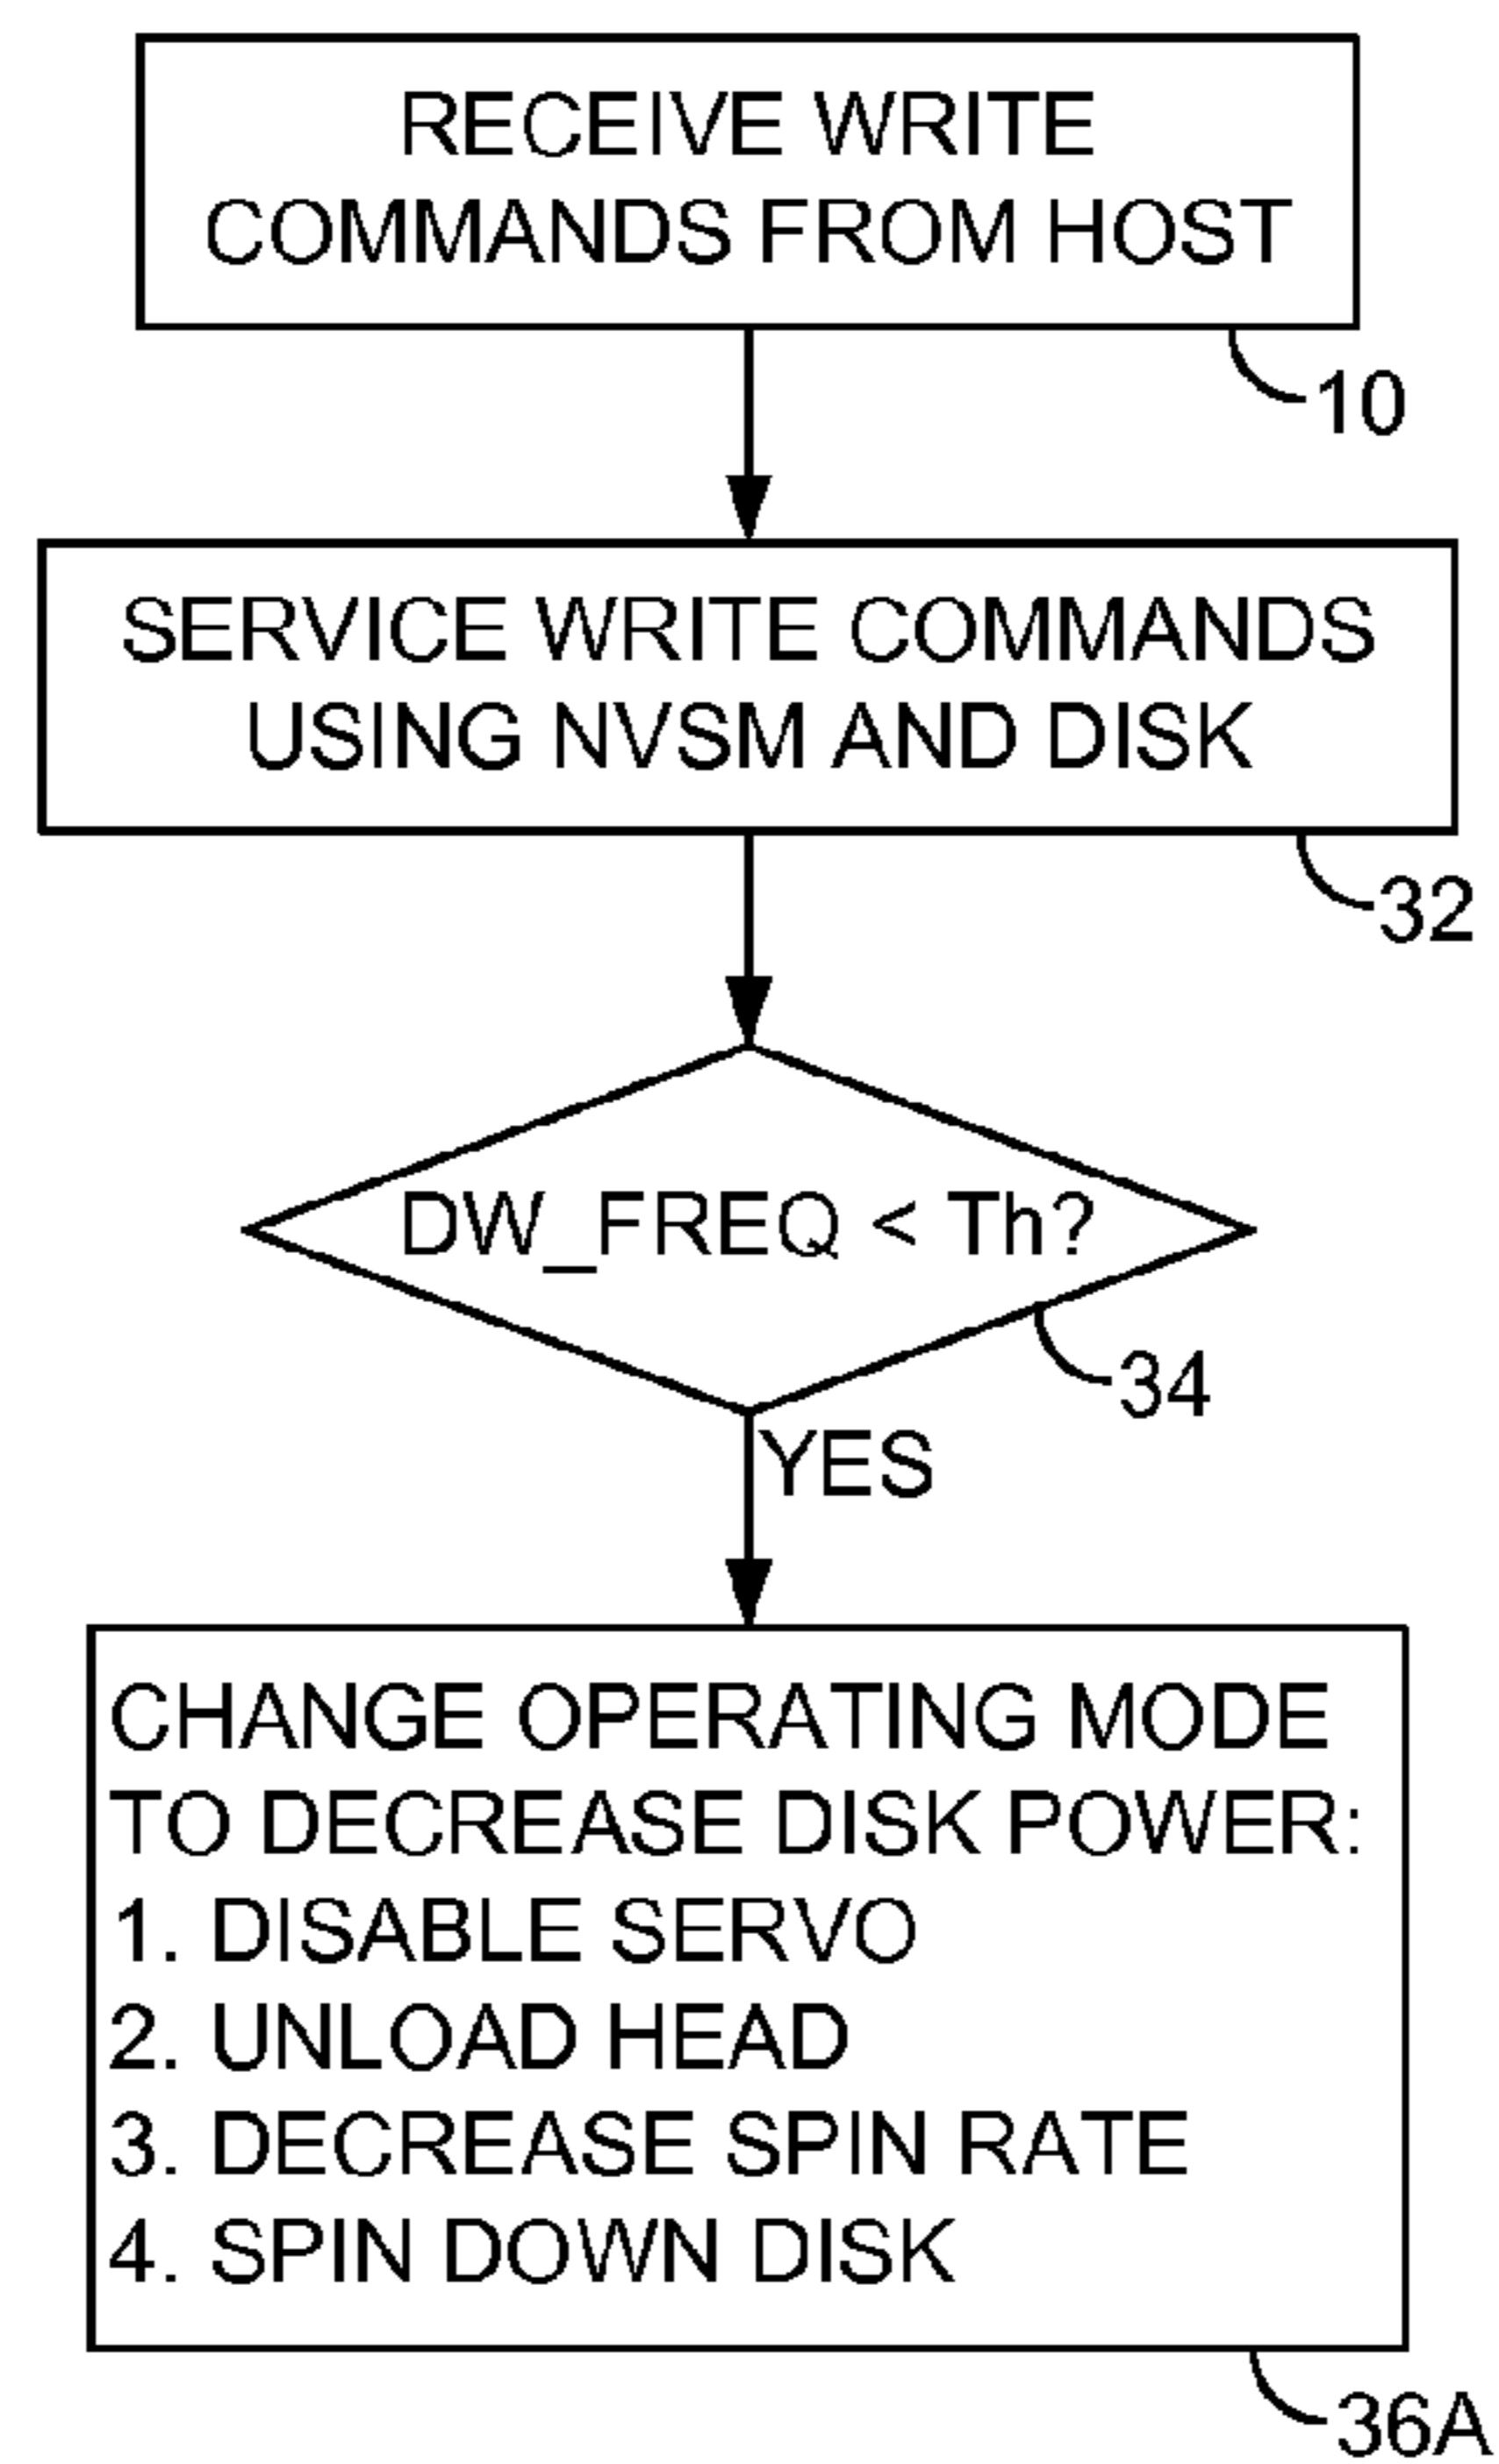 RECEIVE WRITE
COMMANDS FROM HOST
10
SERVICE WRITE COMMANDS
USING NVSM AND DISK
32
DW_FREQ < Th?
34
YES
CHANGE OPERATING MODE
TO DECREASE DISK POWER:
1. DISABLE SERVO
2. UNLOAD HEAD
3. DECREASE SPIN RATE
4. SPIN DOWN DISK
36A